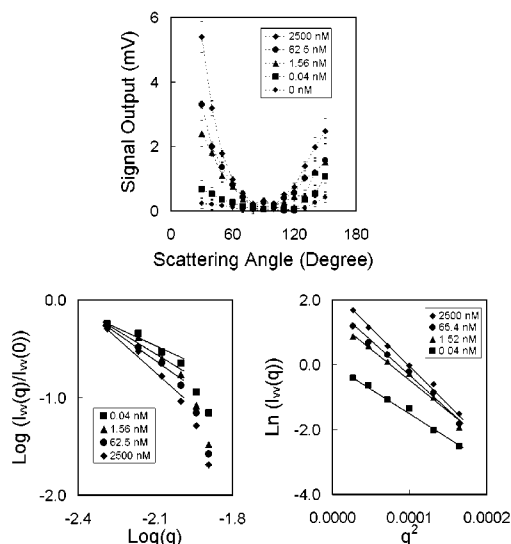 6
4
2
0
Signal Output (mV)
2500 nM
62.5 nM
1.56 nM
0.04 nM
0 nM
0 60 120 180
Scattering Angle (Degree)
0.0
-1.0
-2.0
Log (Ivv(q)/Ivv(0))
0.04 nM
1.56 nM
62.5 nM
2500 nM
-2.4 -2.1 -1.8
Log(q)
2.0
0.0
-2.0
-4.0
Ln (Ivv(q))
2500 nM
65.4 nM
1.52 nM
0.04 nM
0.0000 0.0001 0.0002
q²